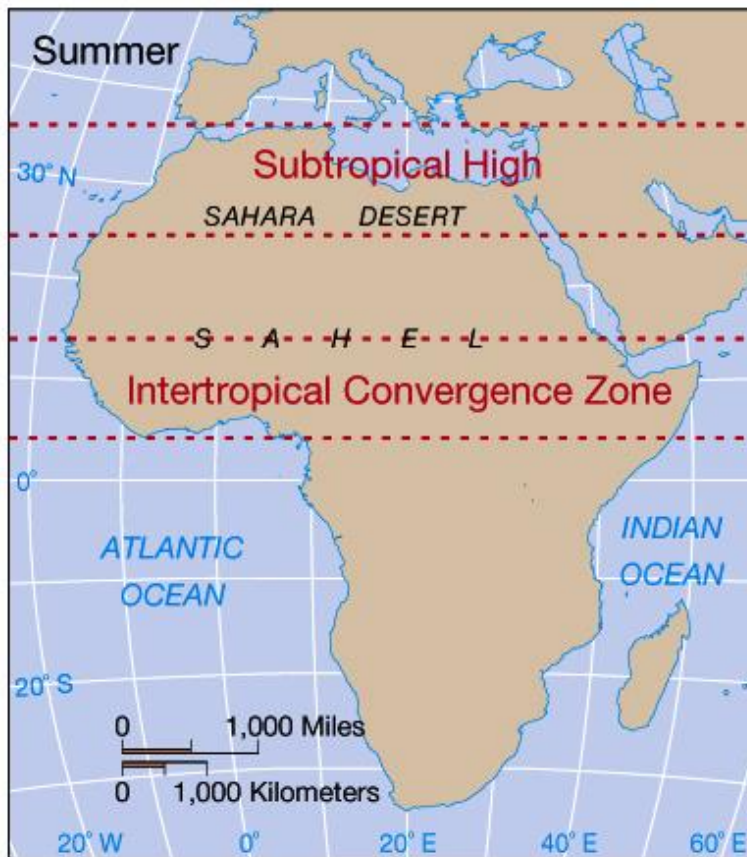 Summer
Subtropical High
30° N
SAHARA DESERT
SAHEL
Intertropical Convergence Zone
0°
ATLANTIC
OCEAN
INDIAN
OCEAN
20° S
0 1,000 Miles
0 1,000 Kilometers
20° W 0° 20° E 40° E 60° E